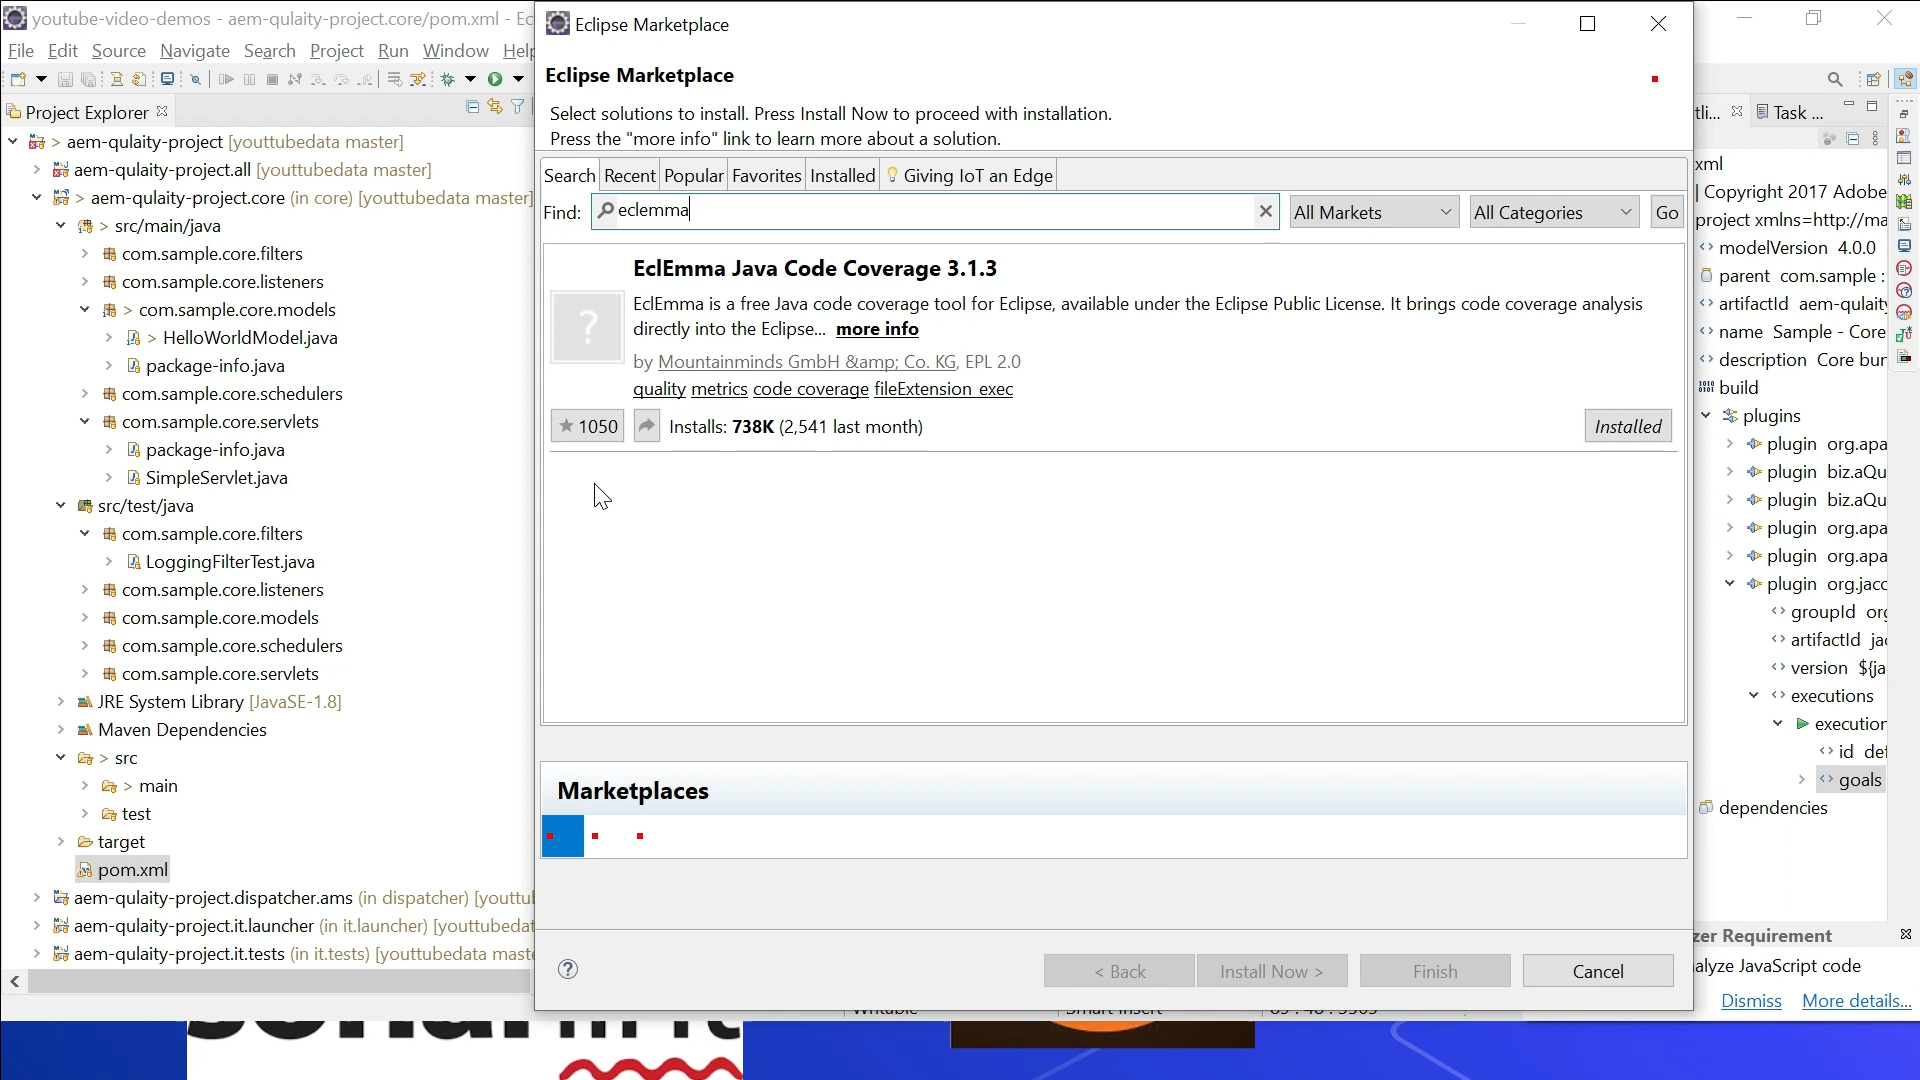 youtube-video-demos - aem-qulaity-project.core/pom.xml - Ec
File Edit Source Navigate Search Project Run Window Help
Project Explorer
> aem-qulaity-project [youttubedata master]
aem-qulaity-project.all [youttubedata master]
> aem-qulaity-project.core (in core) [youttubedata master]
> src/main/java
com.sample.core.filters
com.sample.core.listeners
> com.sample.core.models
> HelloWorldModel.java
package-info.java
com.sample.core.schedulers
com.sample.core.servlets
package-info.java
SimpleServlet.java
src/test/java
com.sample.core.filters
LoggingFilterTest.java
com.sample.core.listeners
com.sample.core.models
com.sample.core.schedulers
com.sample.core.servlets
JRE System Library [JavaSE-1.8]
Maven Dependencies
> src
> main
test
target
pom.xml
aem-qulaity-project.dispatcher.ams (in dispatcher) [youttu
aem-qulaity-project.it.launcher (in it.launcher) [youttubedat
aem-qulaity-project.it.tests (in it.tests) [youttubedata maste
Eclipse Marketplace
Eclipse Marketplace
Select solutions to install. Press Install Now to proceed with installation.
Press the "more info" link to learn more about a solution.
Search Recent Popular Favorites Installed Giving IoT an Edge
Find: eclemma All Markets All Categories Go
EclEmma Java Code Coverage 3.1.3
EclEmma is a free Java code coverage tool for Eclipse, available under the Eclipse Public License. It brings code coverage analysis
directly into the Eclipse... more info
by Mountainminds GmbH &amp; Co. KG, EPL 2.0
quality metrics code coverage fileExtension_exec
1050 Installs: 738K (2,541 last month) Installed
Marketplaces
< Back Install Now > Finish Cancel
tli... Task ...
xml
Copyright 2017 Adobe
project xmlns=http://ma
modelVersion 4.0.0
parent com.sample :
artifactId aem-qulaity
name Sample - Core
description Core bun
build
plugins
plugin org.apa
plugin biz.aQu
plugin biz.aQu
plugin org.apa
plugin org.apa
plugin org.jacc
groupId org
artifactId jac
version ${ja
executions
execution
id def
goals
dependencies
zer Requirement
alyze JavaScript code
Dismiss More details...